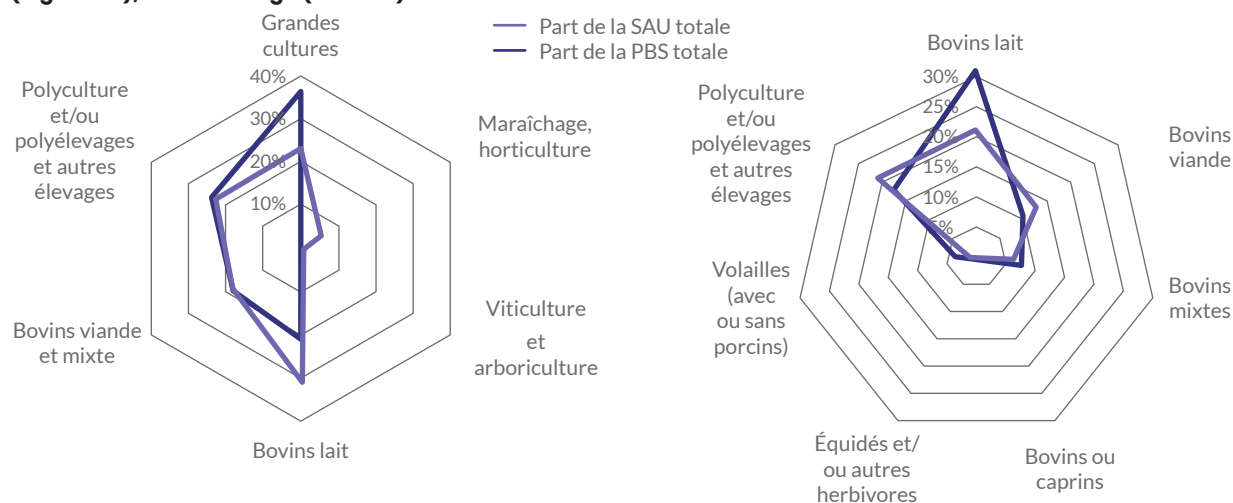 Grandes
cultures
40%
30%
20%
10%
Maraîchage,
horticulture
Viticulture
et
arboriculture
Bovins lait
Bovins viande
et mixte
Polyculture
et/ou
polyélevages
et autres
élevages
Part de la SAU totale
Part de la PBS totale
Bovins lait
30%
25%
20%
15%
10%
5%
Bovins
viande
Bovins
mixtes
Bovins ou
caprins
Équidés et/
ou autres
herbivores
Volailles
(avec
ou sans
porcins)
Polyculture
et/ou
polyélevages
et autres
élevages